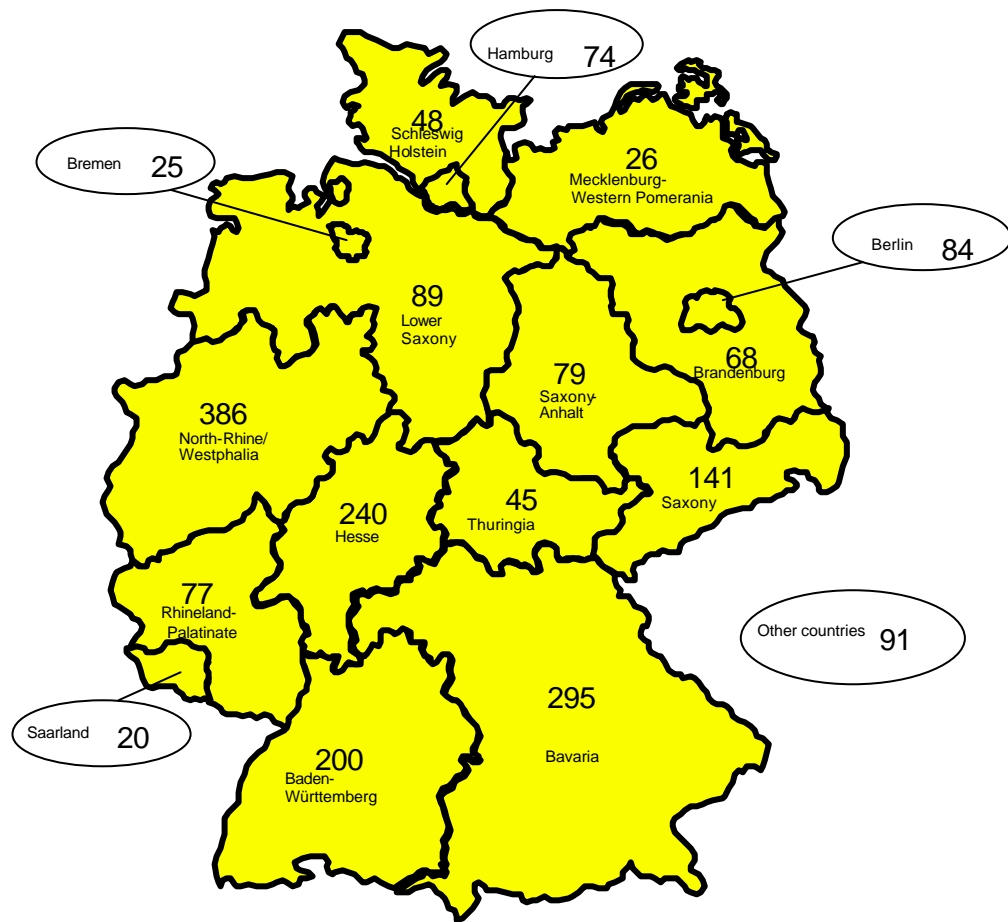 Hamburg 74
48
Schleswig
Holstein
Bremen 25
26
Mecklenburg-
Western Pomerania
Berlin 84
89
Lower
Saxony
68
Brandenburg
79
Saxony-
Anhalt
386
North-Rhine/
Westphalia
141
Saxony
45
Thuringia
240
Hesse
77
Rhineland-
Palatinate
Other countries 91
Saarland 20
295
Bavaria
200
Baden-
Württemberg